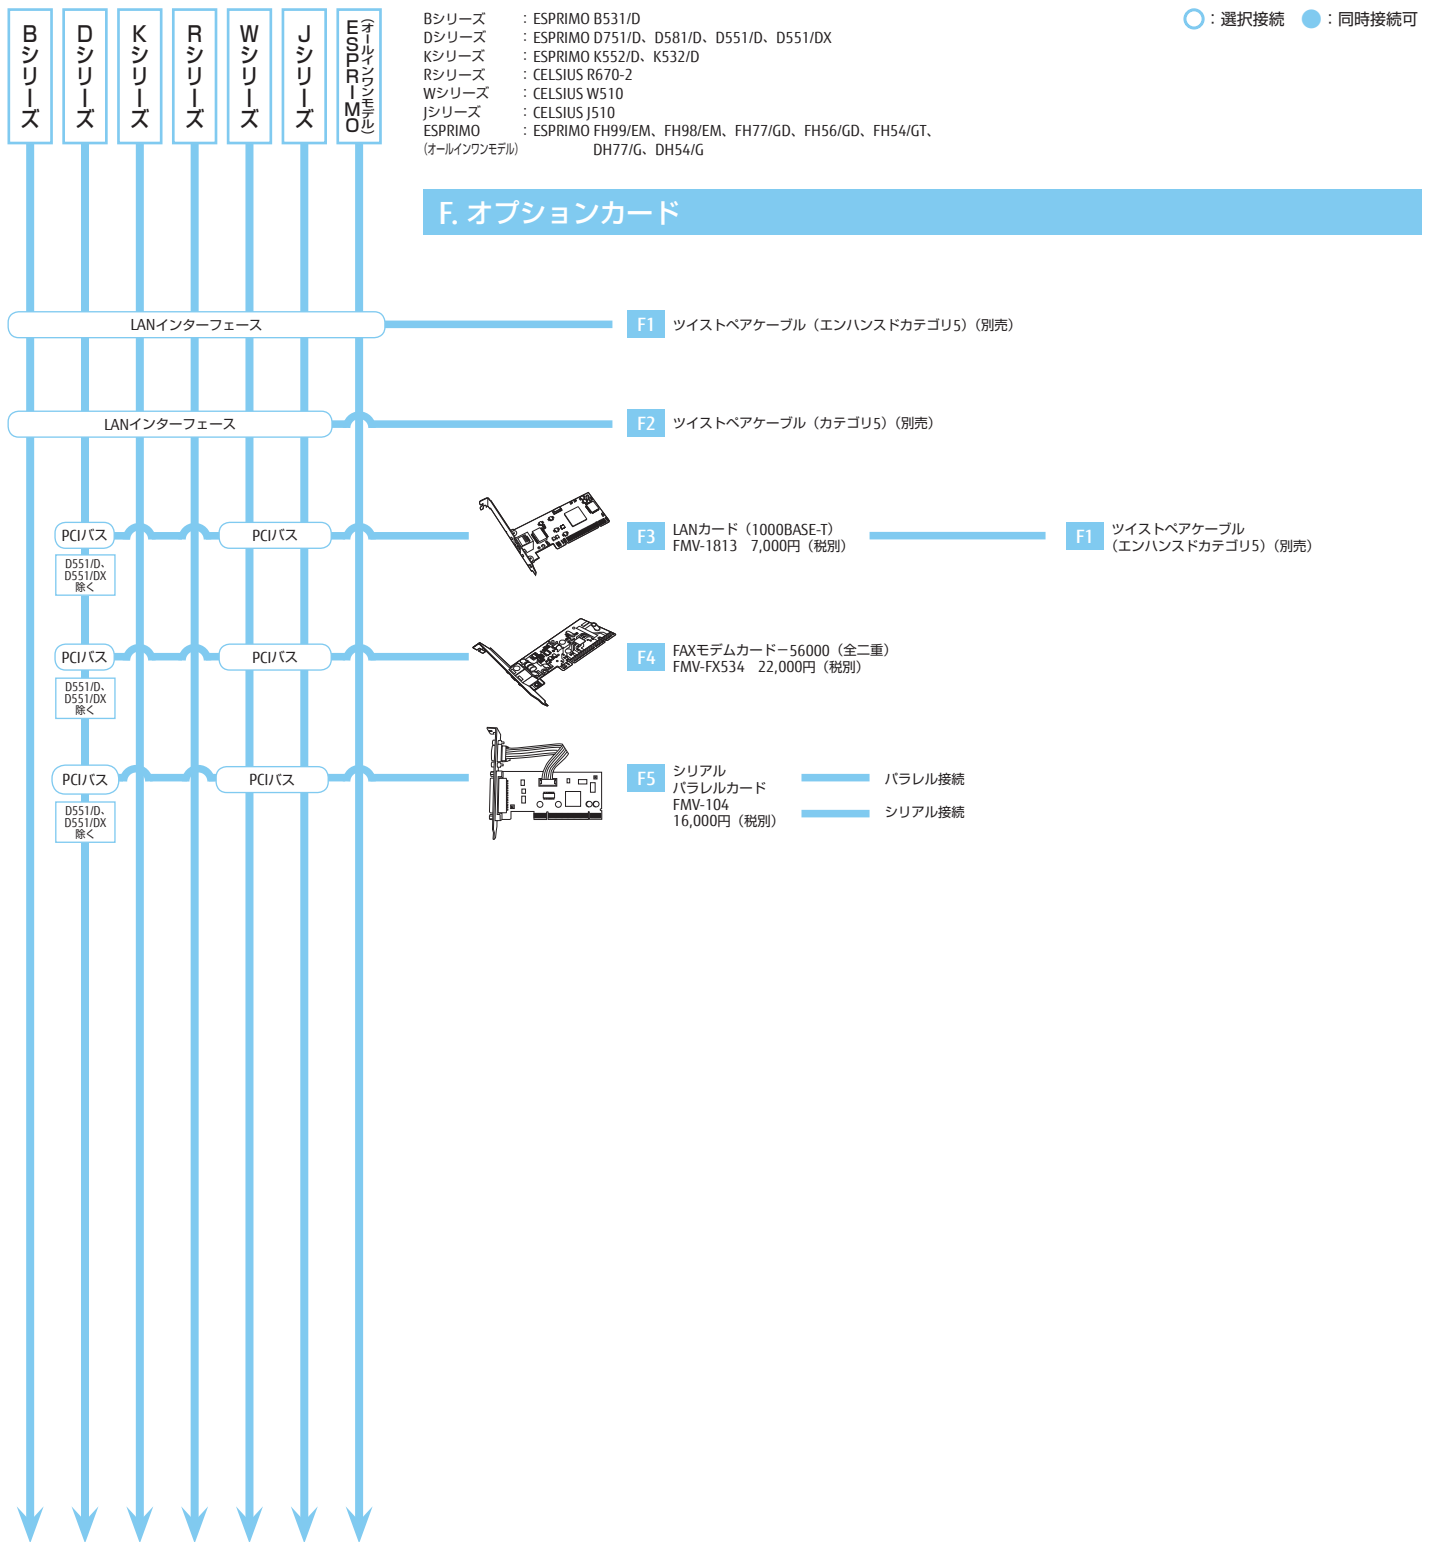 Bシリーズ
Dシリーズ
Kシリーズ
Rシリーズ
Wシリーズ
Jシリーズ
ESPRIMO
（オールインワンモデル）
Bシリーズ ：ESPRIMO B531/D
Dシリーズ ：ESPRIMO D751/D、D581/D、D551/D、D551/DX
Kシリーズ ：ESPRIMO K552/D、K532/D
Rシリーズ ：CELSIUS R670-2
Wシリーズ ：CELSIUS W510
Jシリーズ ：CELSIUS J510
ESPRIMO ：ESPRIMO FH99/EM、FH98/EM、FH77/GD、FH56/GD、FH54/GT、
（オールインワンモデル） DH77/G、DH54/G
：選択接続 ：同時接続可
F. オプションカード
LANインターフェース
F1 ツイストペアケーブル（エンハンスドカテゴリ5）（別売）
LANインターフェース
F2 ツイストペアケーブル（カテゴリ5）（別売）
PCIバス
D551/D、
D551/DX
除く
PCIバス
F3 LANカード（1000BASE-T）
FMV-1813 7,000円（税別）
F1 ツイストペアケーブル
（エンハンスドカテゴリ5）（別売）
PCIバス
D551/D、
D551/DX
除く
PCIバス
F4 FAXモデムカード－56000（全二重）
FMV-FX534 22,000円（税別）
PCIバス
D551/D、
D551/DX
除く
PCIバス
F5 シリアル
パラレルカード
FMV-104
16,000円（税別）
パラレル接続
シリアル接続